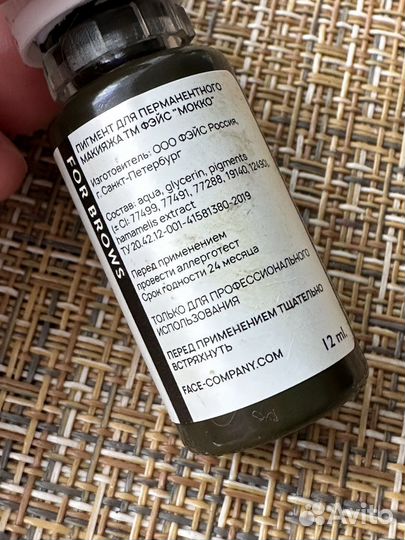 ПИГМЕНТ ДЛЯ ПЕРМАНЕНТНОГО
МАКИЯЖА ТМ ФЭЙС "МОККО"
Изготовитель: ООО ФЭЙС Россия,
г. Санкт-Петербург
Состав: aqua, glycerin, pigments
(± CI: 77499, 77491, 77288, 19140, 12490),
hamamelis extract
ТУ 20.42.12-001-41581380-2019
Перед применением
провести аллерготест
Срок годности 24 месяца
ТОЛЬКО ДЛЯ ПРОФЕССИОНАЛЬНОГО
ИСПОЛЬЗОВАНИЯ
ПЕРЕД ПРИМЕНЕНИЕМ ТЩАТЕЛЬНО
ВСТРЯХНУТЬ
FACE-COMPANY.COM
12 ml.
FOR BROWS
Avito